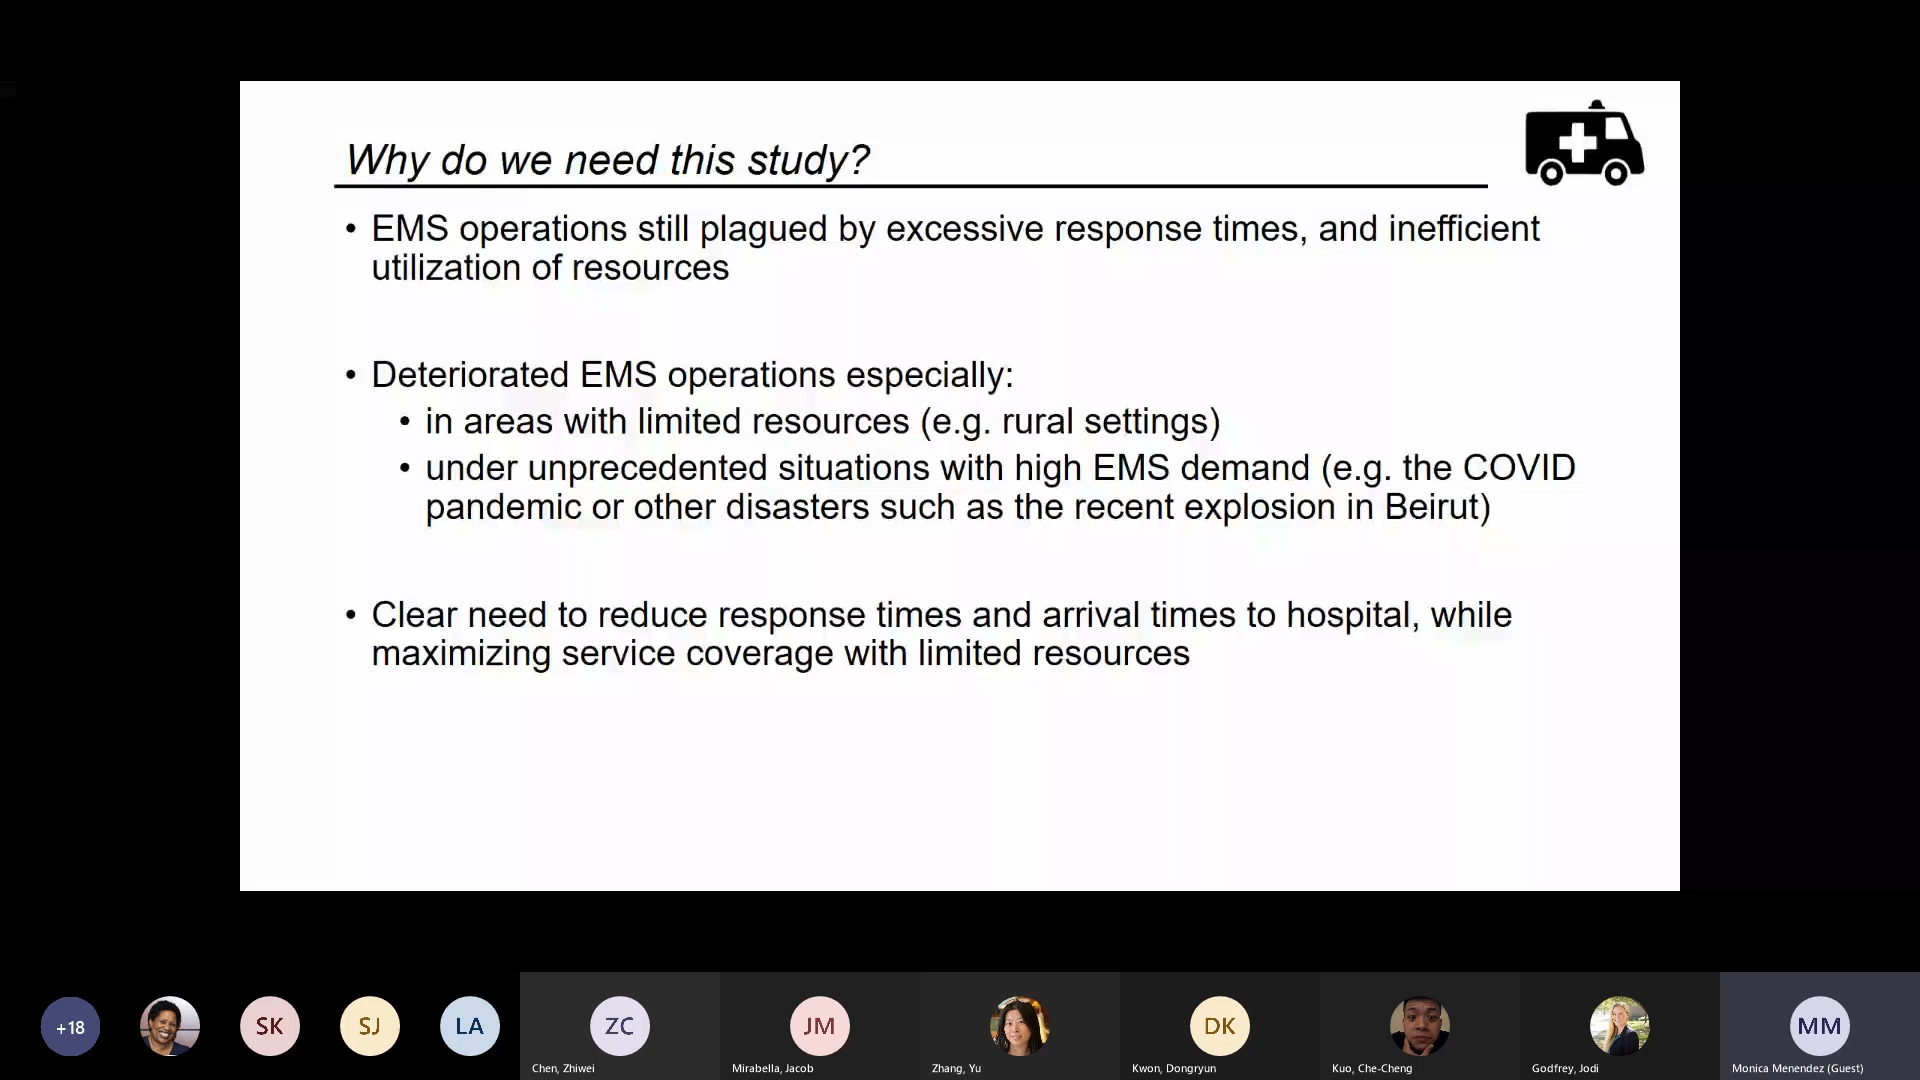 Why do we need this study?
• EMS operations still plagued by excessive response times, and inefficient
utilization of resources
• Deteriorated EMS operations especially:
• in areas with limited resources (e.g. rural settings)
• under unprecedented situations with high EMS demand (e.g. the COVID
pandemic or other disasters such as the recent explosion in Beirut)
• Clear need to reduce response times and arrival times to hospital, while
maximizing service coverage with limited resources
+18
SK
SJ
LA
ZC
JM
DK
MM
Chen, Zhiwei
Mirabella, Jacob
Zhang, Yu
Kwon, Dongryun
Kuo, Che-Cheng
Godfrey, Jodi
Monica Menendez (Guest)